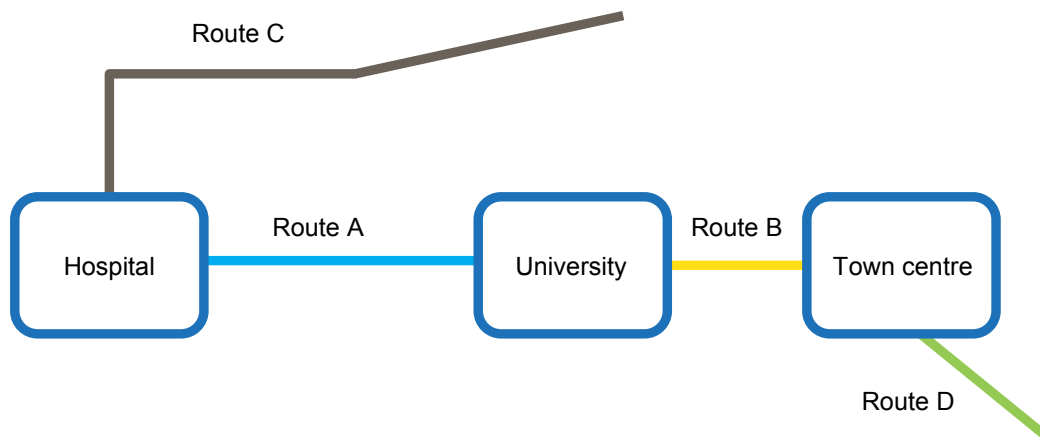 Route C
Route A
Route B
Hospital
University
Town centre
Route D